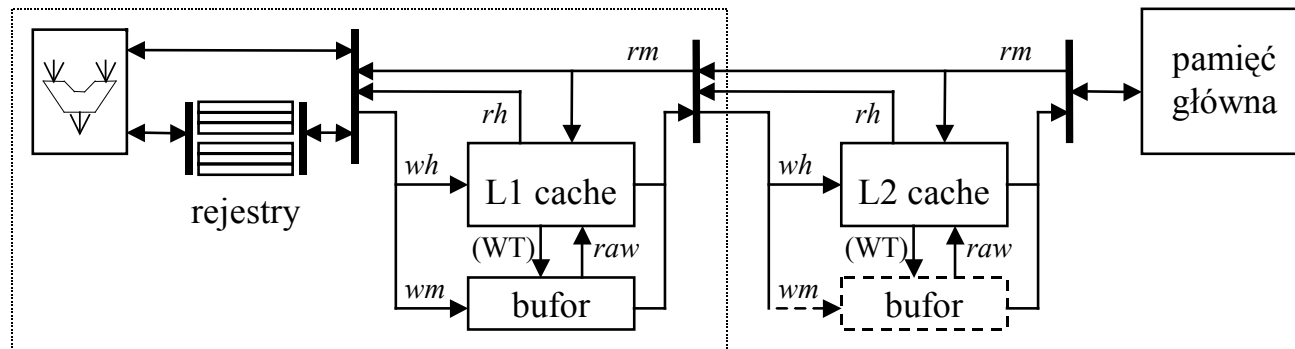 rm
rm
pamięć
główna
rh
rh
wh
L1 cache
wh
L2 cache
rejestry
(WT)
raw
(WT)
raw
wm
bufor
wm
bufor